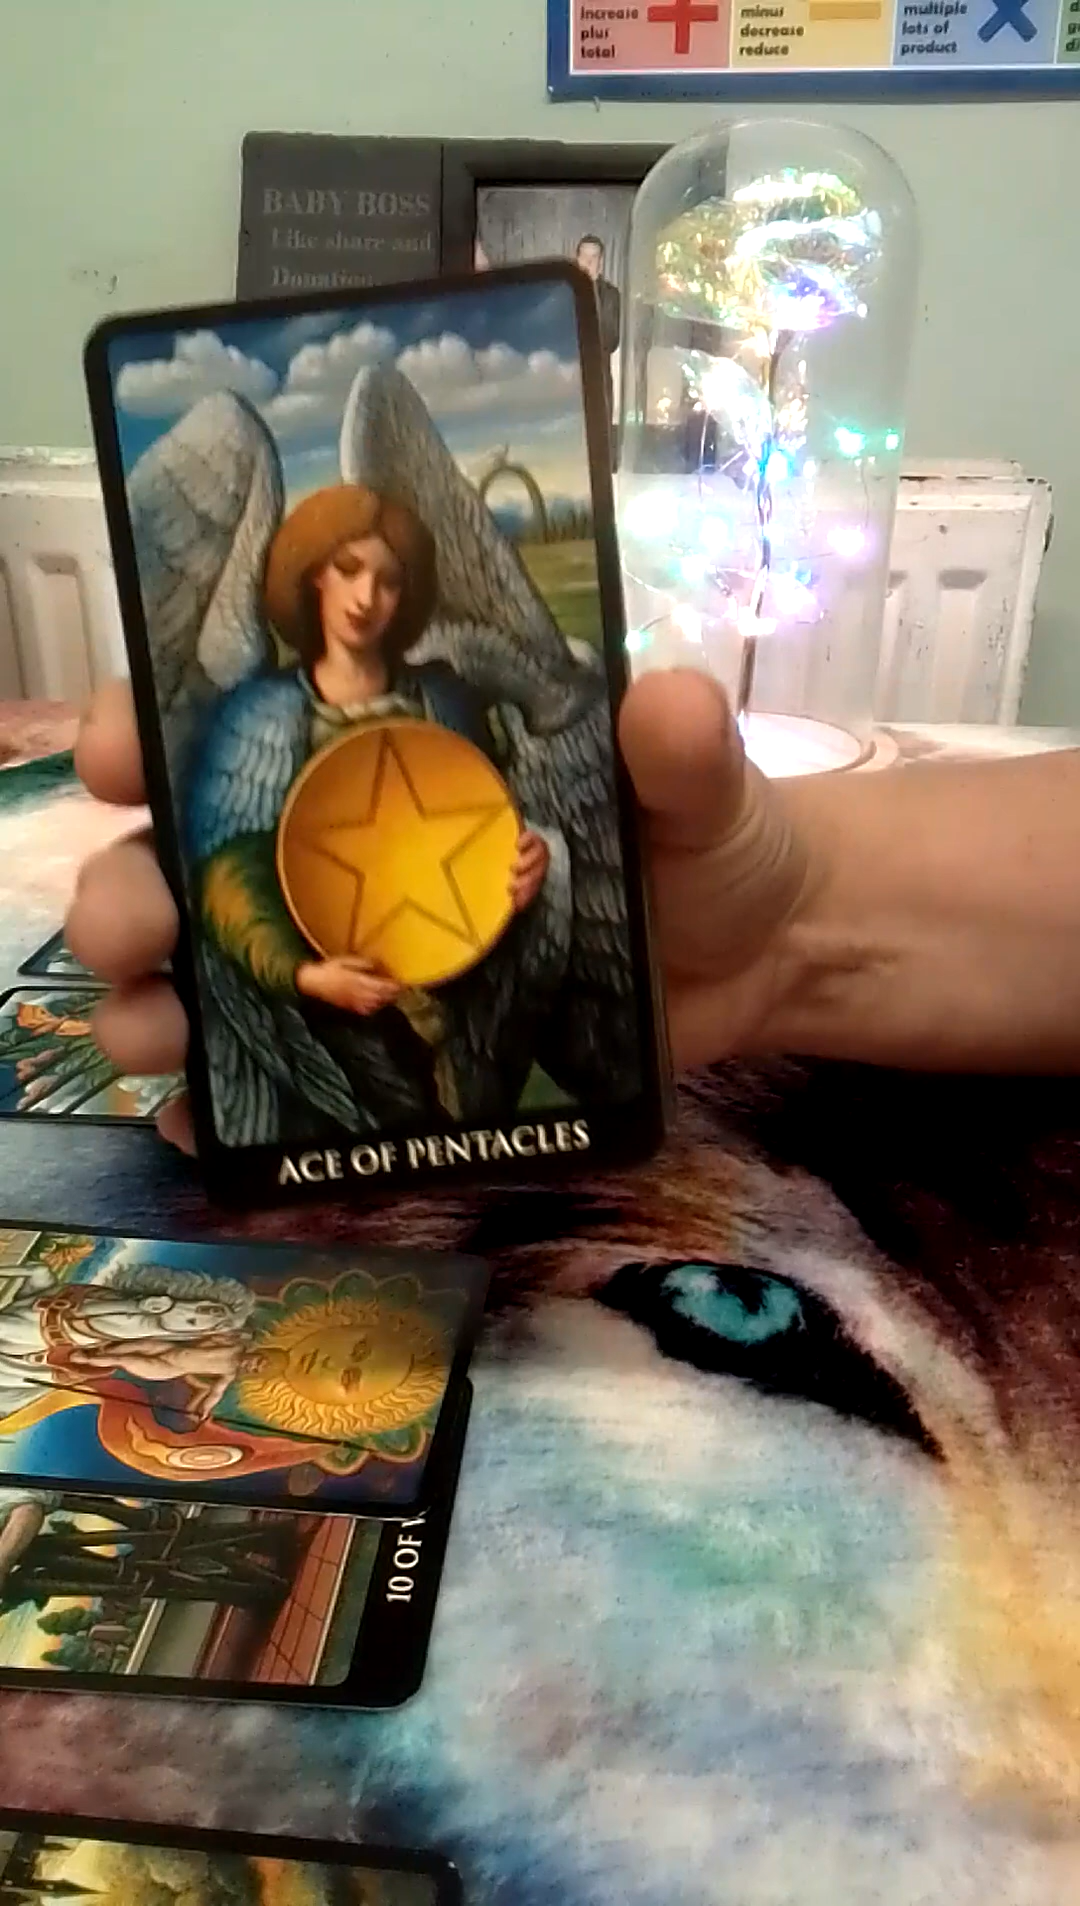 increase
plus
total
minus
decrease
reduce
multiple
lots of
product
BABY BOSS
Like share and
ACE OF PENTACLES
10 OF